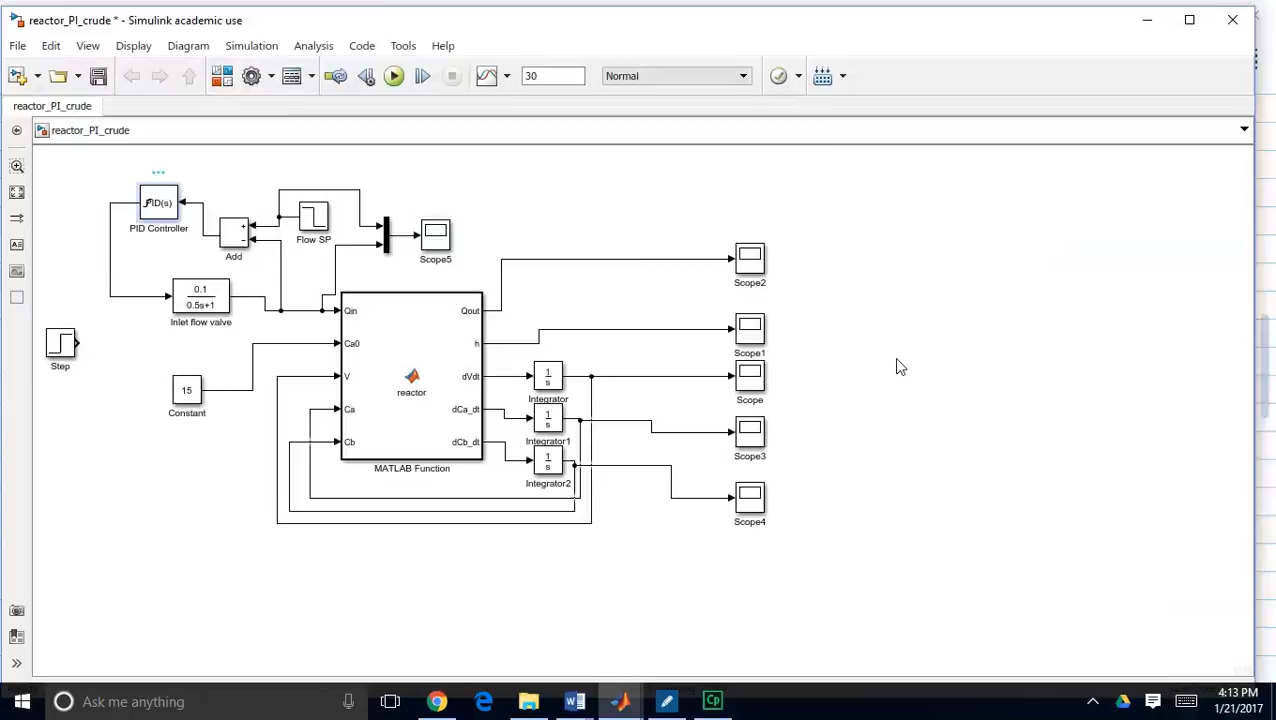 reactor_PI_crude * - Simulink academic use
File Edit View Display Diagram Simulation Analysis Code Tools Help
30 Normal
reactor_PI_crude
reactor_PI_crude
PID(s)
PID Controller
+
−
Add
Flow SP
Scope5
Scope2
0.1
0.5s+1
Inlet flow valve
Qin Qout
Step
Ca0 h
Scope1
15
Constant
V dVdt
reactor
1
s
Integrator
Scope
Ca dCa_dt
1
s
Integrator1
Scope3
Cb dCb_dt
1
s
Integrator2
MATLAB Function
Scope4
Ask me anything
4:13 PM
1/21/2017